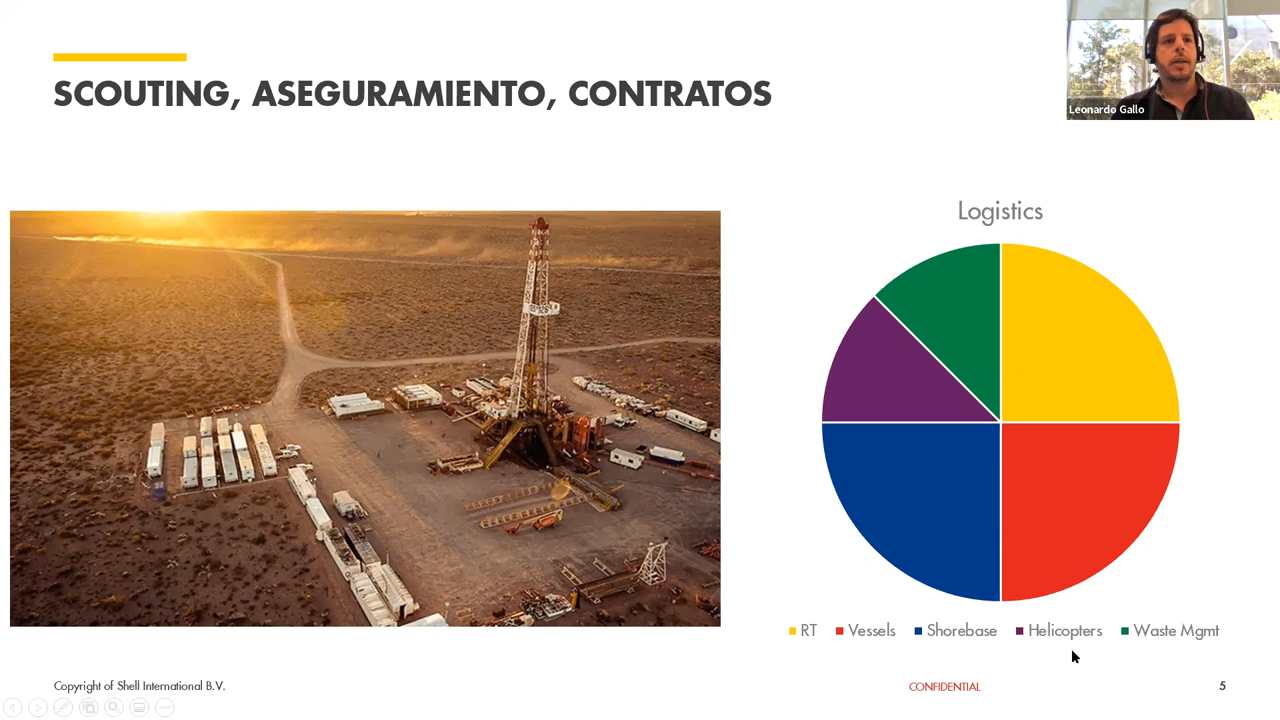 SCOUTING, ASEGURAMIENTO, CONTRATOS
Leonardo Gallo
Logistics
RT Vessels Shorebase Helicopters Waste Mgmt
Copyright of Shell International B.V. CONFIDENTIAL 5